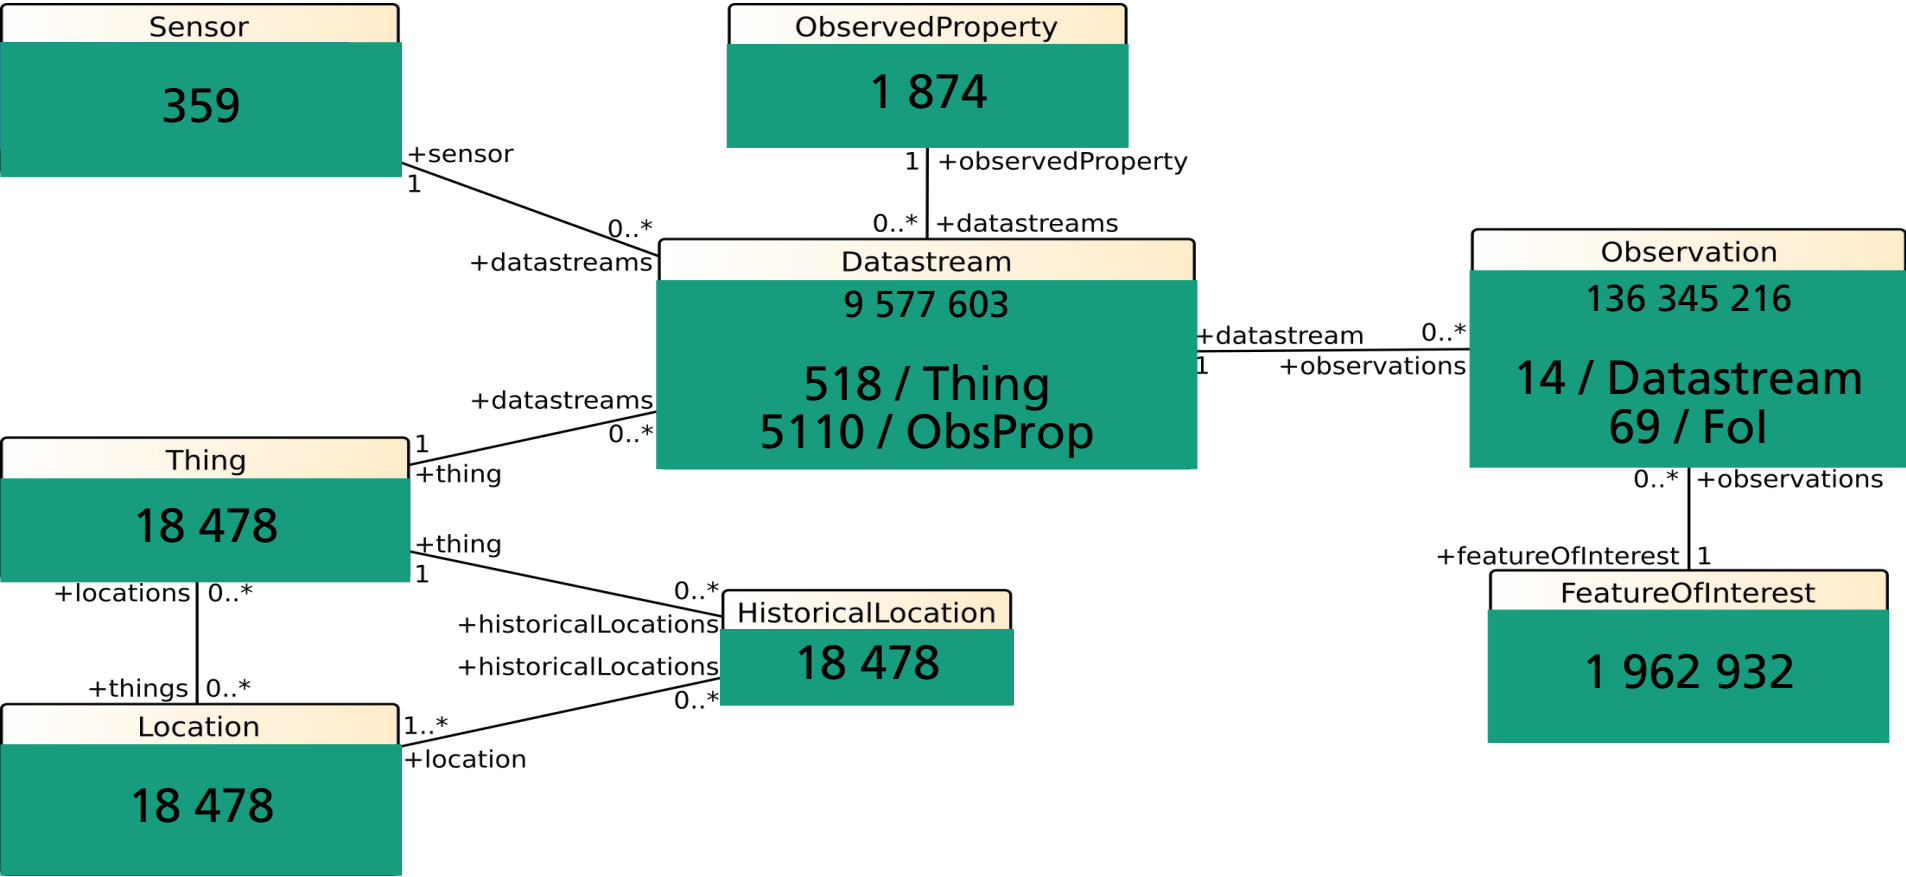 Sensor
359
+sensor
1
0..*
+datastreams
ObservedProperty
1 874
1 +observedProperty
0..* +datastreams
Datastream
9 577 603
518 / Thing
5110 / ObsProp
+datastream
1
0..*
+observations
Observation
136 345 216
14 / Datastream
69 / FoI
0..* +observations
+featureOfInterest 1
FeatureOfInterest
1 962 932
+datastreams
0..*
1
+thing
Thing
18 478
+thing
1
0..*
+historicalLocations
HistoricalLocation
18 478
+historicalLocations
0..*
+locations 0..*
+things 0..*
1..*
+location
Location
18 478